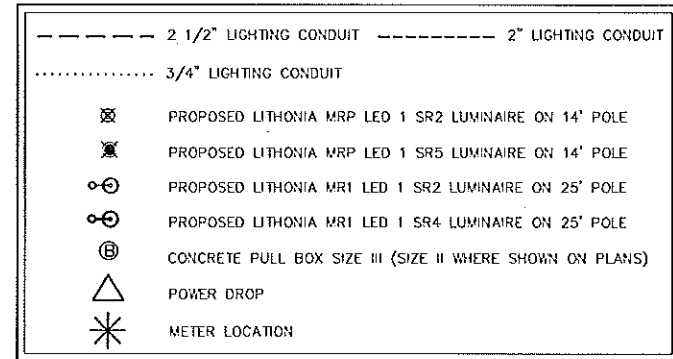 2 1/2" LIGHTING CONDUIT 2" LIGHTING CONDUIT
3/4" LIGHTING CONDUIT
PROPOSED LITHONIA MRP LED 1 SR2 LUMINAIRE ON 14' POLE
PROPOSED LITHONIA MRP LED 1 SR5 LUMINAIRE ON 14' POLE
PROPOSED LITHONIA MR1 LED 1 SR2 LUMINAIRE ON 25' POLE
PROPOSED LITHONIA MR1 LED 1 SR4 LUMINAIRE ON 25' POLE
B CONCRETE PULL BOX SIZE III (SIZE II WHERE SHOWN ON PLANS)
POWER DROP
METER LOCATION